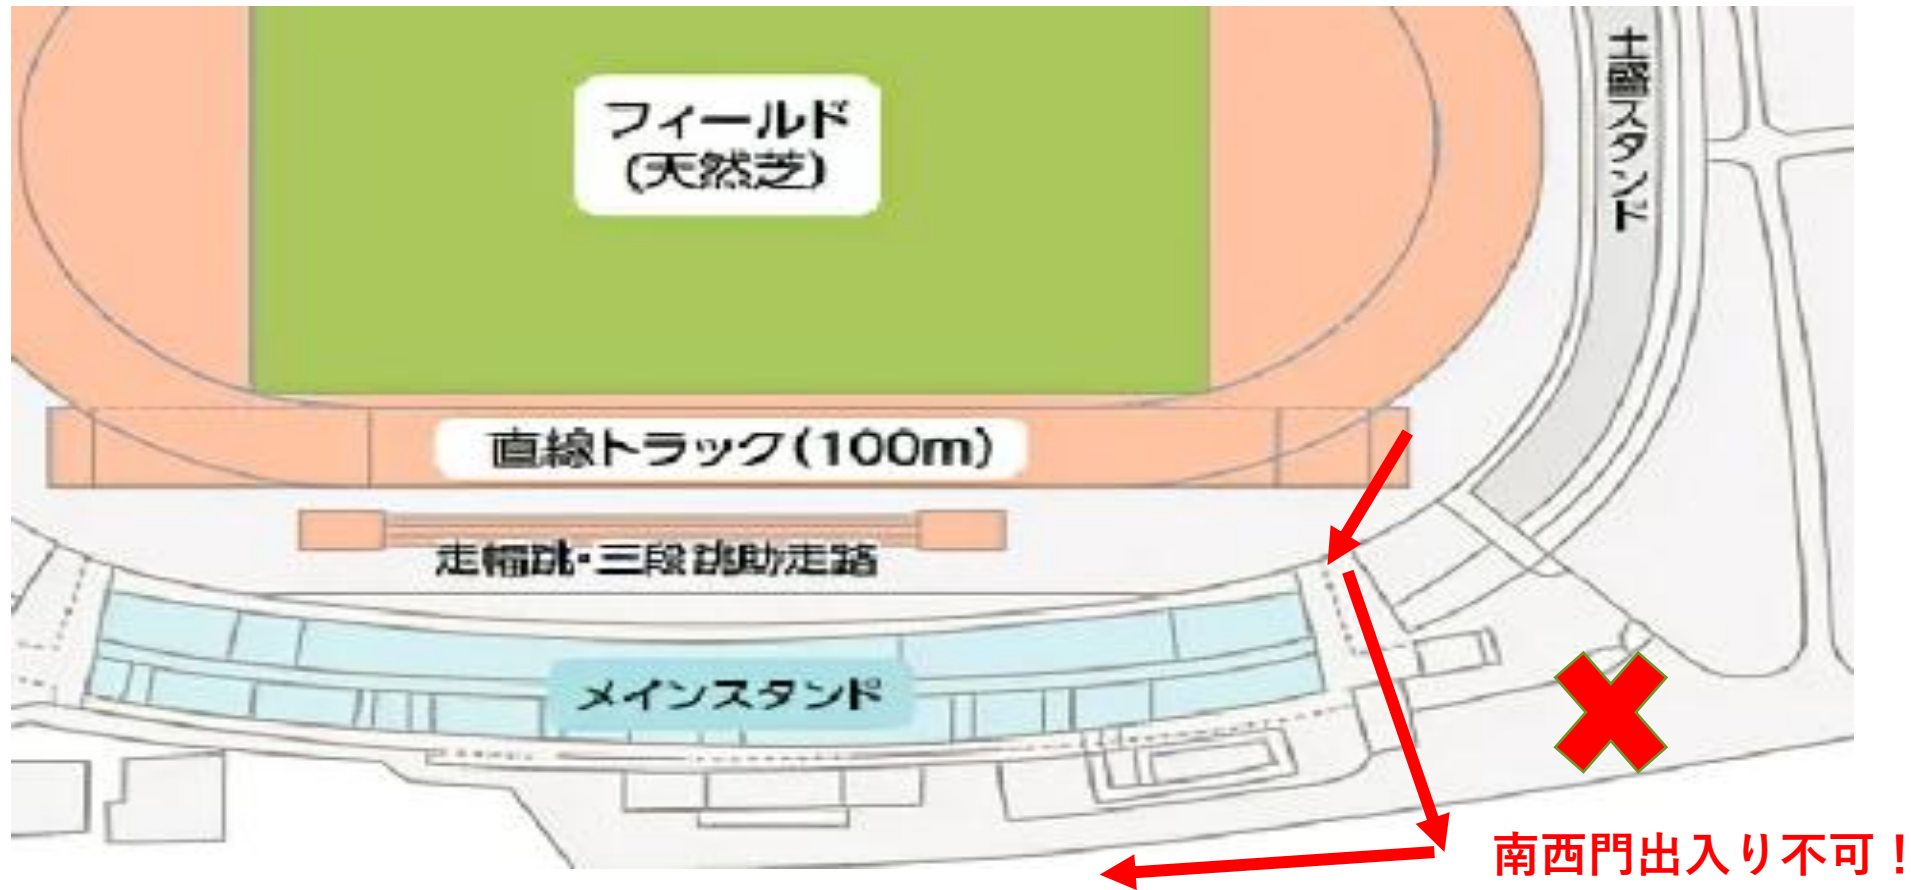 フィールド
(天然芝)
土盛スタンド
直線トラック(100m)
走幅跳・三段跳助走路
メインスタンド
南西門出入り不可！